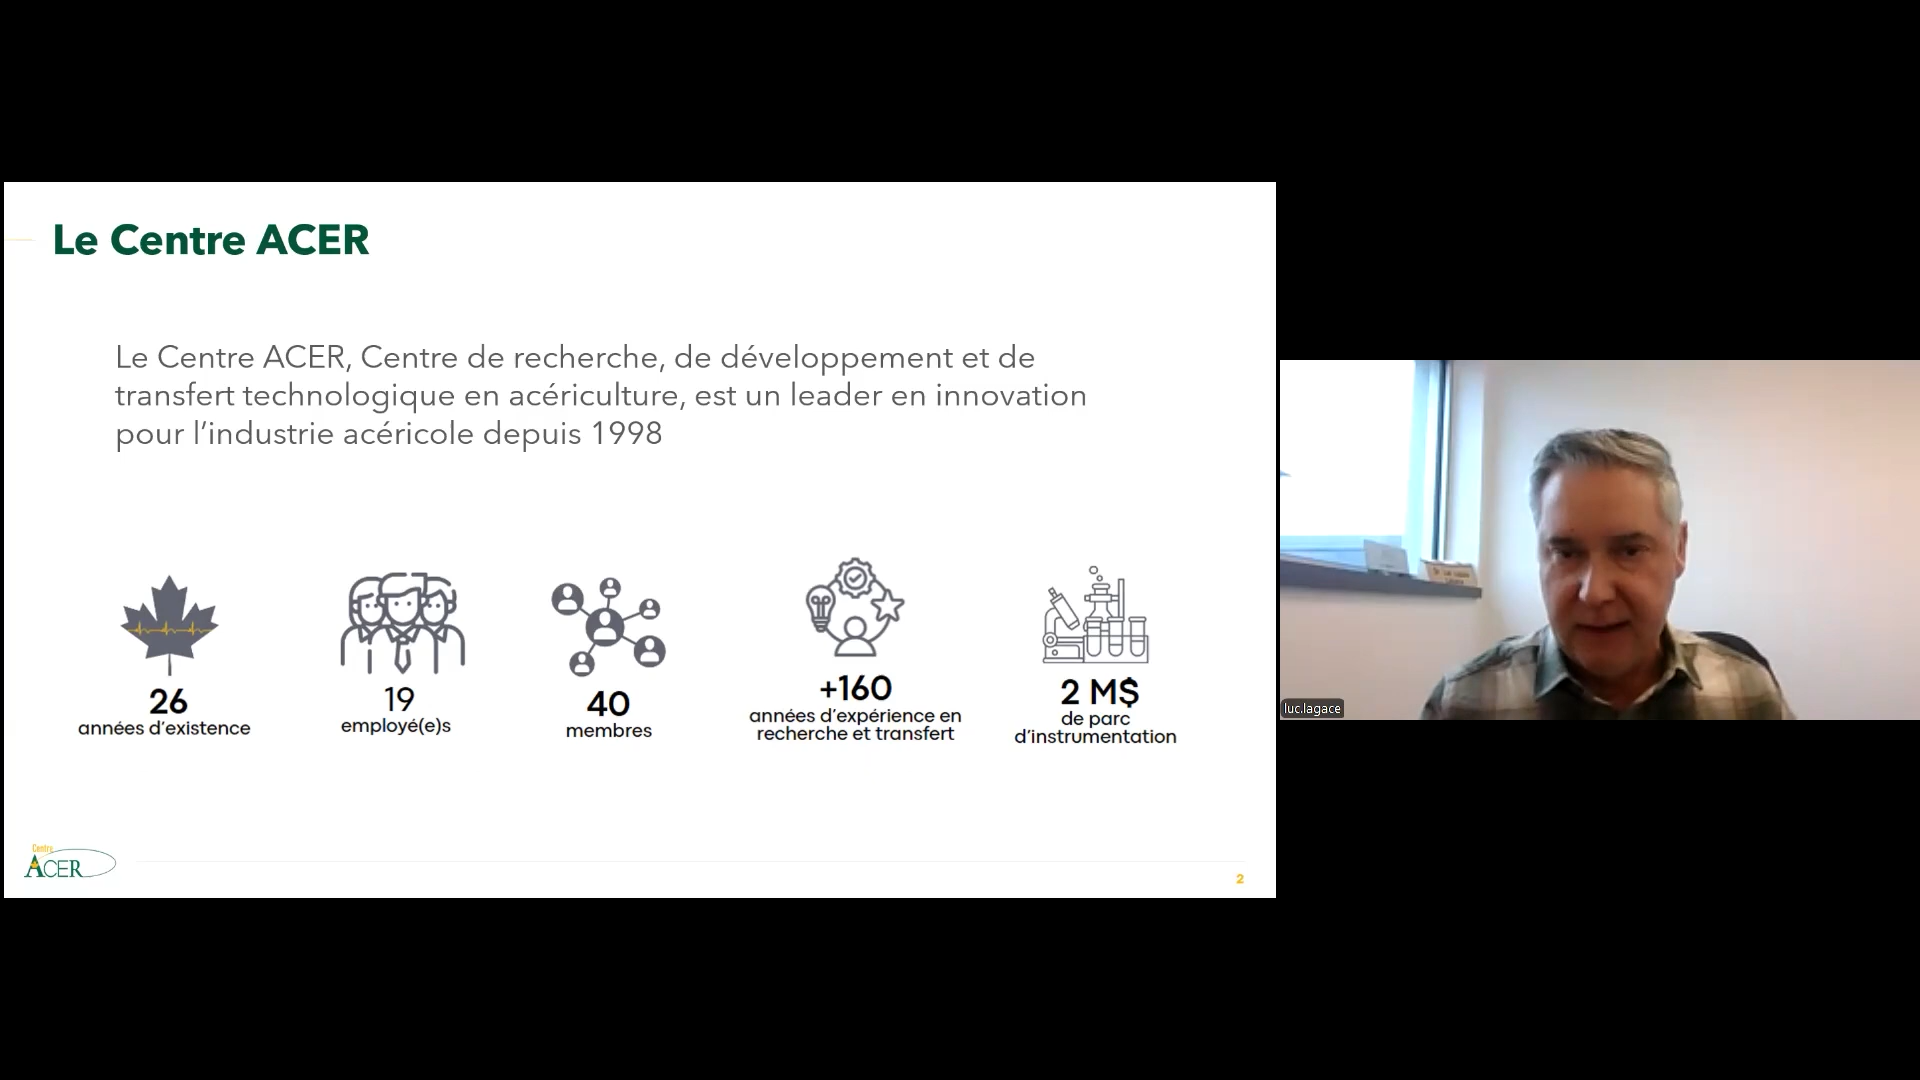 Le Centre ACER
Le Centre ACER, Centre de recherche, de développement et de
transfert technologique en acériculture, est un leader en innovation
pour l’industrie acéricole depuis 1998
26
années d’existence
19
employé(e)s
40
membres
+160
années d’expérience en
recherche et transfert
2 M$
de parc
d’instrumentation
Centre
ACER
2
luc.lagace